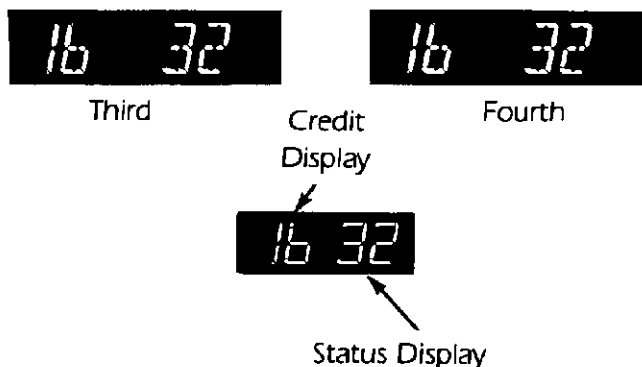 16 32 16 32
Third Fourth
Credit
Display
16 32
Status Display